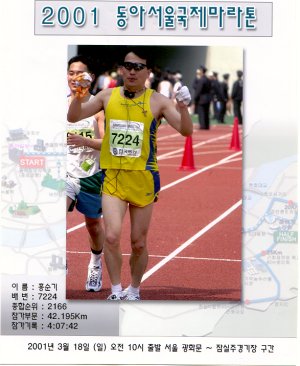 2001 동아서울국제마라톤
7224
START
이 름 : 홍순기
배 번 : 7224
종합순위 : 2166
참가부문 : 42.195Km
참가기록 : 4:07:42
2001년 3월 18일 (일) 오전 10시 출발 서울 광화문 ~ 잠실주경기장 구간